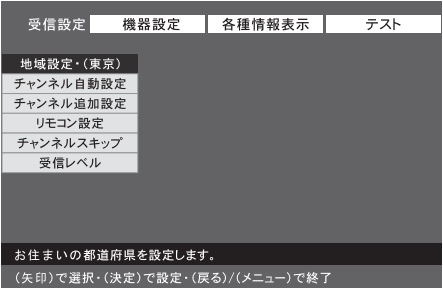 受信設定 機器設定 各種情報表示 テスト
地域設定・(東京)
チャンネル自動設定
チャンネル追加設定
リモコン設定
チャンネルスキップ
受信レベル
お住まいの都道府県を設定します。
(矢印)で選択・(決定)で設定・(戻る)/(メニュー)で終了